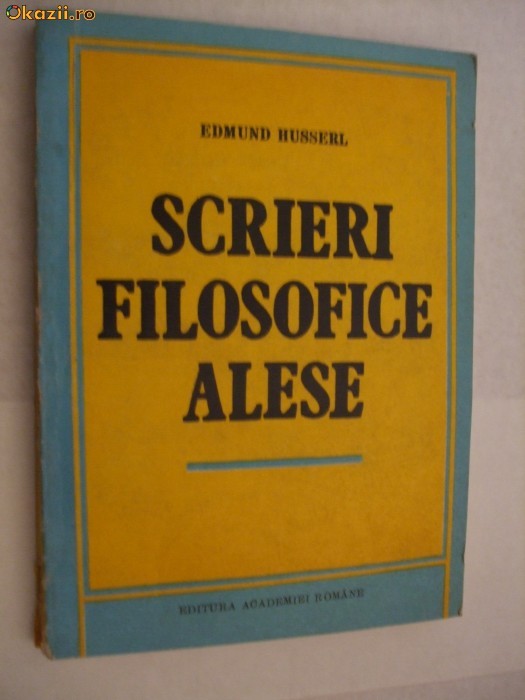 Okazii.ro
EDMUND HUSSERL
SCRIERI
FILOSOFICE
ALESE
EDITURA ACADEMIEI ROMÂNE